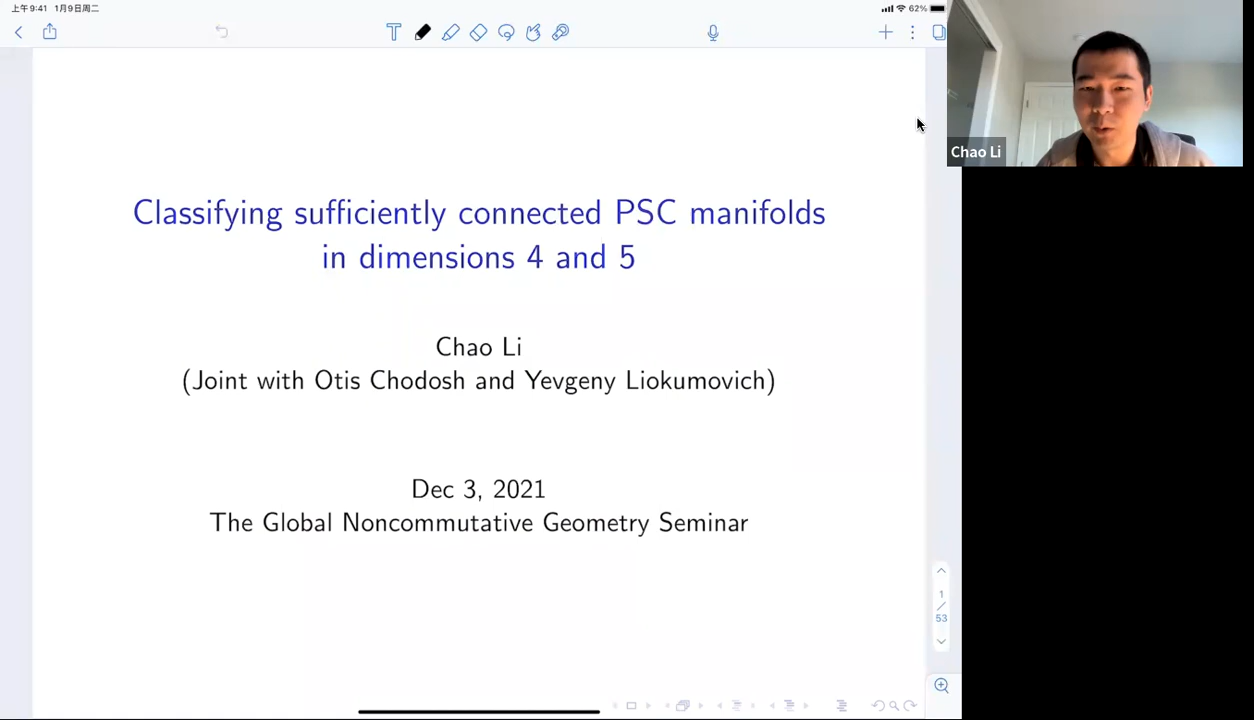 上午9:41 1月9日周二
62%
Chao Li
Classifying sufficiently connected PSC manifolds
in dimensions 4 and 5
Chao Li
(Joint with Otis Chodosh and Yevgeny Liokumovich)
Dec 3, 2021
The Global Noncommutative Geometry Seminar
1
/
53